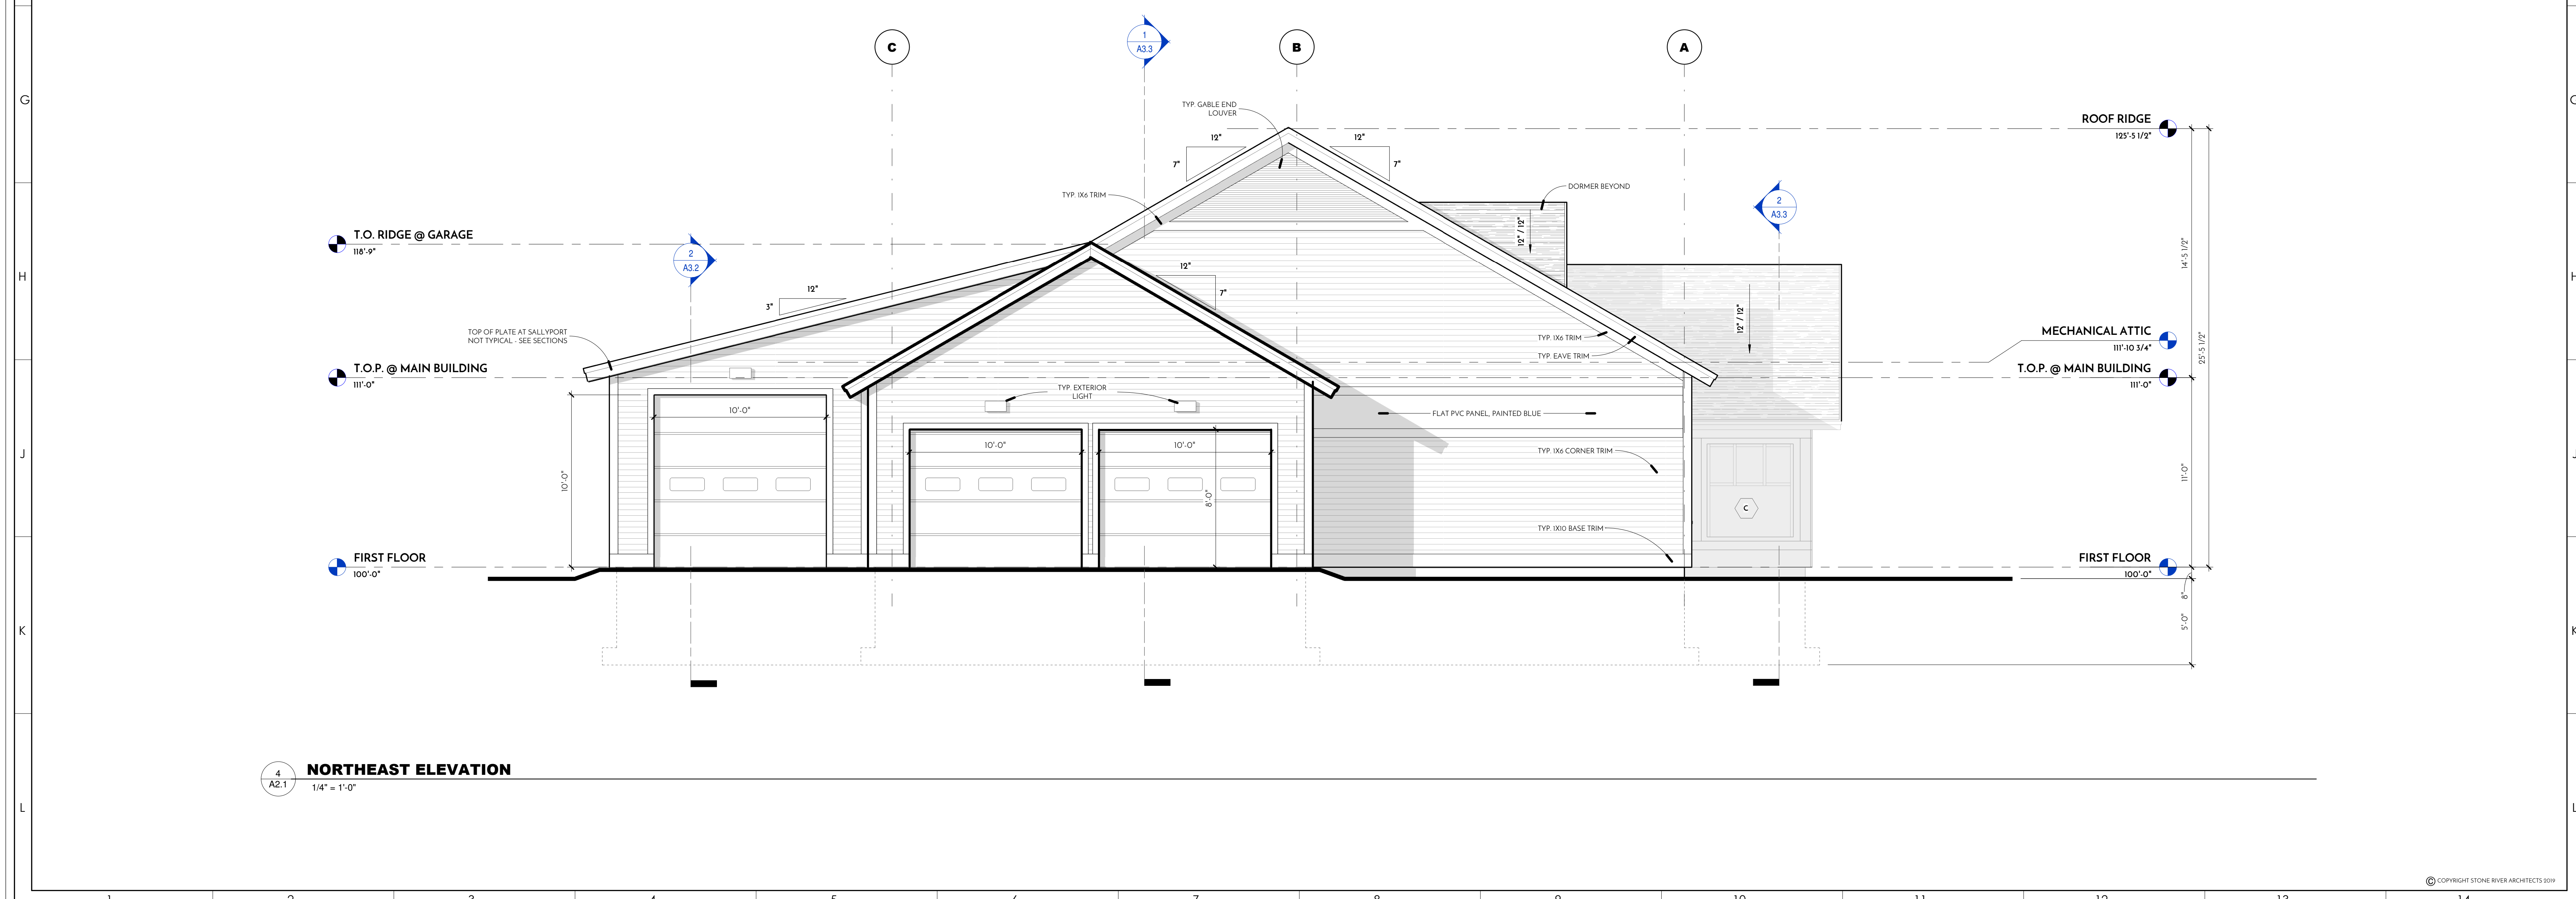 C
1
A3.3
B
A
G
TYP. GABLE END
LOUVER
ROOF RIDGE
125'-5 1/2"
12"
7"
12"
7"
TYP. 1X6 TRIM
DORMER BEYOND
2
A3.3
T.O. RIDGE @ GARAGE
118'-9"
2
A3.2
12" / 12"
14'-5 1/2"
H
12"
7"
12"
3"
12" / 12"
TOP OF PLATE AT SALLYPORT
NOT TYPICAL - SEE SECTIONS
TYP. 1X6 TRIM
TYP. EAVE TRIM
MECHANICAL ATTIC
111'-10 3/4"
25'-5 1/2"
T.O.P. @ MAIN BUILDING
111'-0"
T.O.P. @ MAIN BUILDING
111'-0"
TYP. EXTERIOR
LIGHT
10'-0"
FLAT PVC PANEL, PAINTED BLUE
10'-0"
10'-0"
TYP. 1X6 CORNER TRIM
J
10'-0"
8'-0"
11'-0"
C
TYP. 1X10 BASE TRIM
FIRST FLOOR
100'-0"
FIRST FLOOR
100'-0"
8"
5'-0"
K
4
A2.1
NORTHEAST ELEVATION
1/4" = 1'-0"
L
© COPYRIGHT STONE RIVER ARCHITECTS 2019